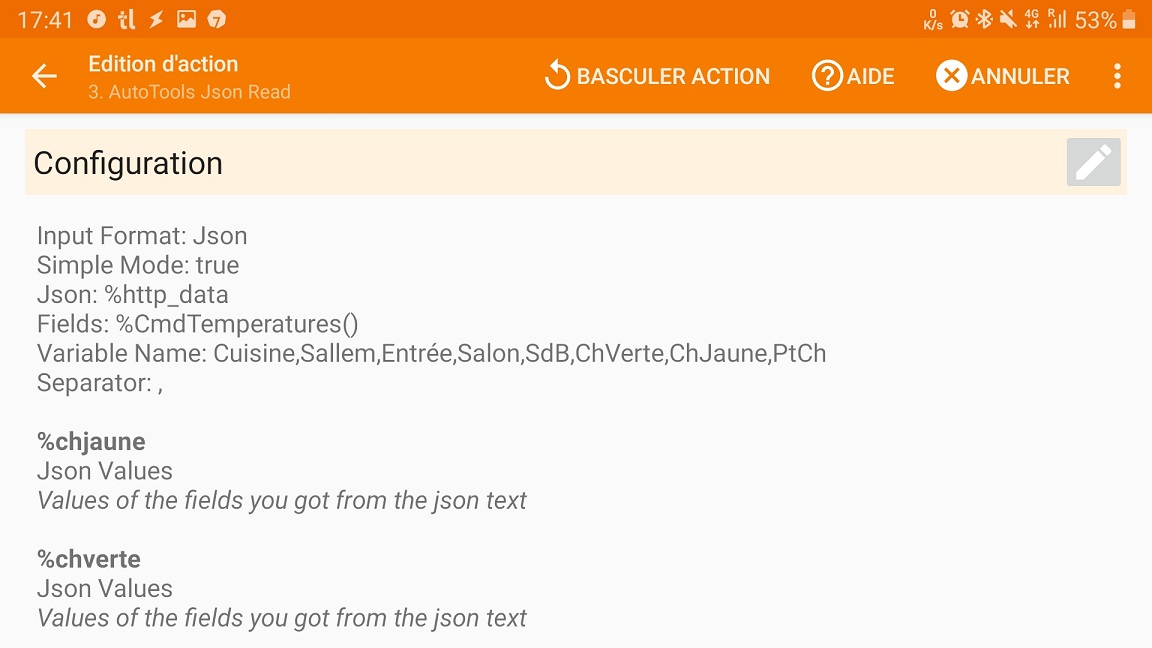 17:41 0 K/s 4G R 53%
Edition d'action
3. AutoTools Json Read
BASCULER ACTION
AIDE
ANNULER
Configuration
Input Format: Json
Simple Mode: true
Json: %http_data
Fields: %CmdTemperatures()
Variable Name: Cuisine,Sallem,Entrée,Salon,SdB,ChVerte,ChJaune,PtCh
Separator: ,
%chjaune
Json Values
Values of the fields you got from the json text
%chverte
Json Values
Values of the fields you got from the json text